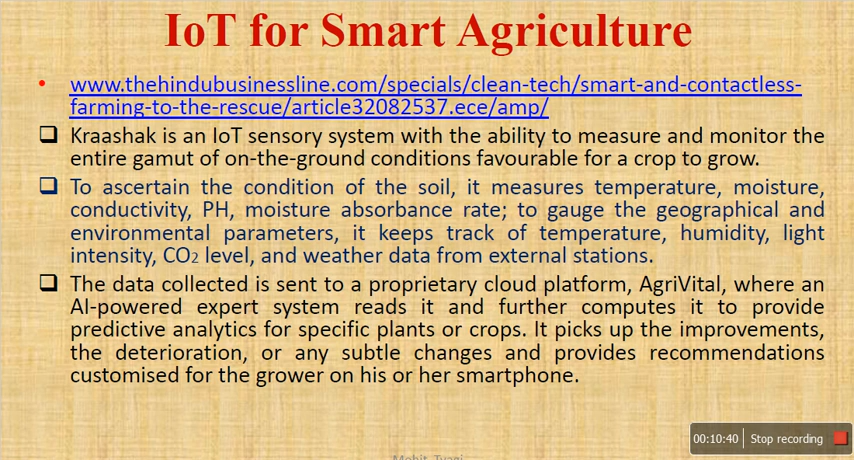 IoT for Smart Agriculture
• www.thehindubusinessline.com/specials/clean-tech/smart-and-contactless-
farming-to-the-rescue/article32082537.ece/amp/
❑ Kraashak is an IoT sensory system with the ability to measure and monitor the
entire gamut of on-the-ground conditions favourable for a crop to grow.
❑ To ascertain the condition of the soil, it measures temperature, moisture,
conductivity, PH, moisture absorbance rate; to gauge the geographical and
environmental parameters, it keeps track of temperature, humidity, light
intensity, CO2 level, and weather data from external stations.
❑ The data collected is sent to a proprietary cloud platform, AgriVital, where an
AI-powered expert system reads it and further computes it to provide
predictive analytics for specific plants or crops. It picks up the improvements,
the deterioration, or any subtle changes and provides recommendations
customised for the grower on his or her smartphone.
00:10:40 Stop recording
Mohit Tyagi